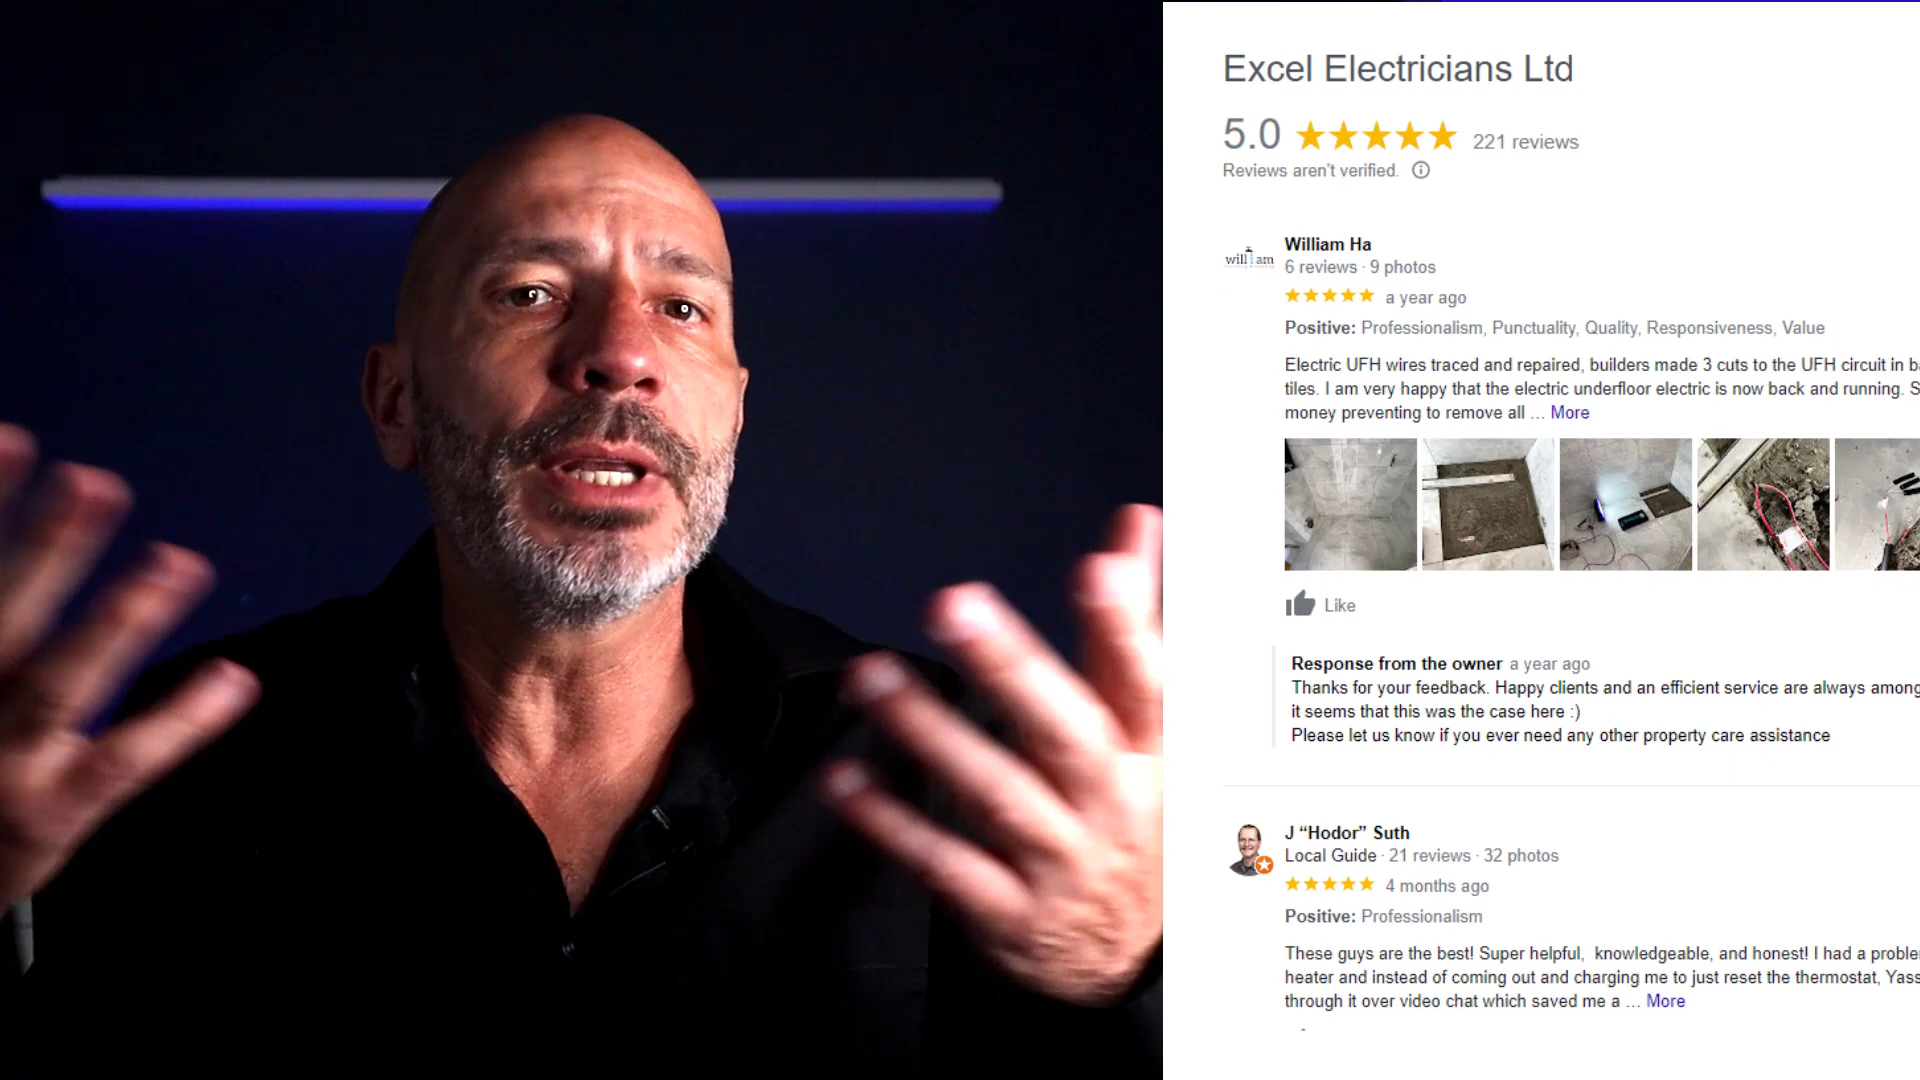 Excel Electricians Ltd
5.0 221 reviews
Reviews aren't verified.
will i am
William Ha
6 reviews · 9 photos
a year ago
Positive: Professionalism, Punctuality, Quality, Responsiveness, Value
Electric UFH wires traced and repaired, builders made 3 cuts to the UFH circuit in
tiles. I am very happy that the electric underfloor electric is now back and running.
money preventing to remove all … More
Like
Response from the owner a year ago
Thanks for your feedback. Happy clients and an efficient service are always among
it seems that this was the case here :)
Please let us know if you ever need any other property care assistance
J “Hodor” Suth
Local Guide · 21 reviews · 32 photos
4 months ago
Positive: Professionalism
These guys are the best! Super helpful, knowledgeable, and honest! I had a
heater and instead of coming out and charging me to just reset the thermostat,
through it over video chat which saved me a … More